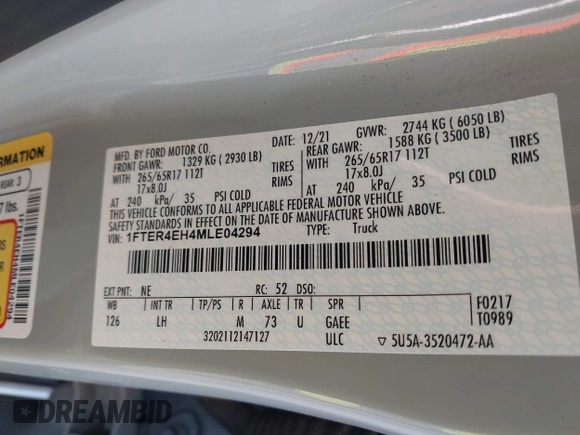 MFD. BY FORD MOTOR CO. 12/21 GVWR: 2744 KG ( 6050 LB)
FRONT GAWR: 1329 KG ( 2930 LB) REAR GAWR: 1588 KG ( 3500 LB)
WITH 265/65R17 112T TIRES WITH 265/65R17 112T TIRES
17x8.0J RIMS 17x8.0J RIMS
AT 240 kPa/ 35 PSI COLD AT 240 kPa/ 35 PSI COLD
THIS VEHICLE CONFORMS TO ALL APPLICABLE FEDERAL MOTOR VEHICLE
SAFETY STANDARDS IN EFFECT ON THE DATE OF MANUFACTURE SHOWN ABOVE.
VIN: 1FTER4EH4MLE04294 TYPE: Truck
EXT PNT: NE RC: 52 DSO:
WB INT TR TP/PS R AXLE TR SPR F0217
126 LH M 73 U GAEE T0989
3202112147127 ULC ▽ 5U5A-3520472-AA
ORMATION
REAR: 3
7 lbs.
DREAMBID